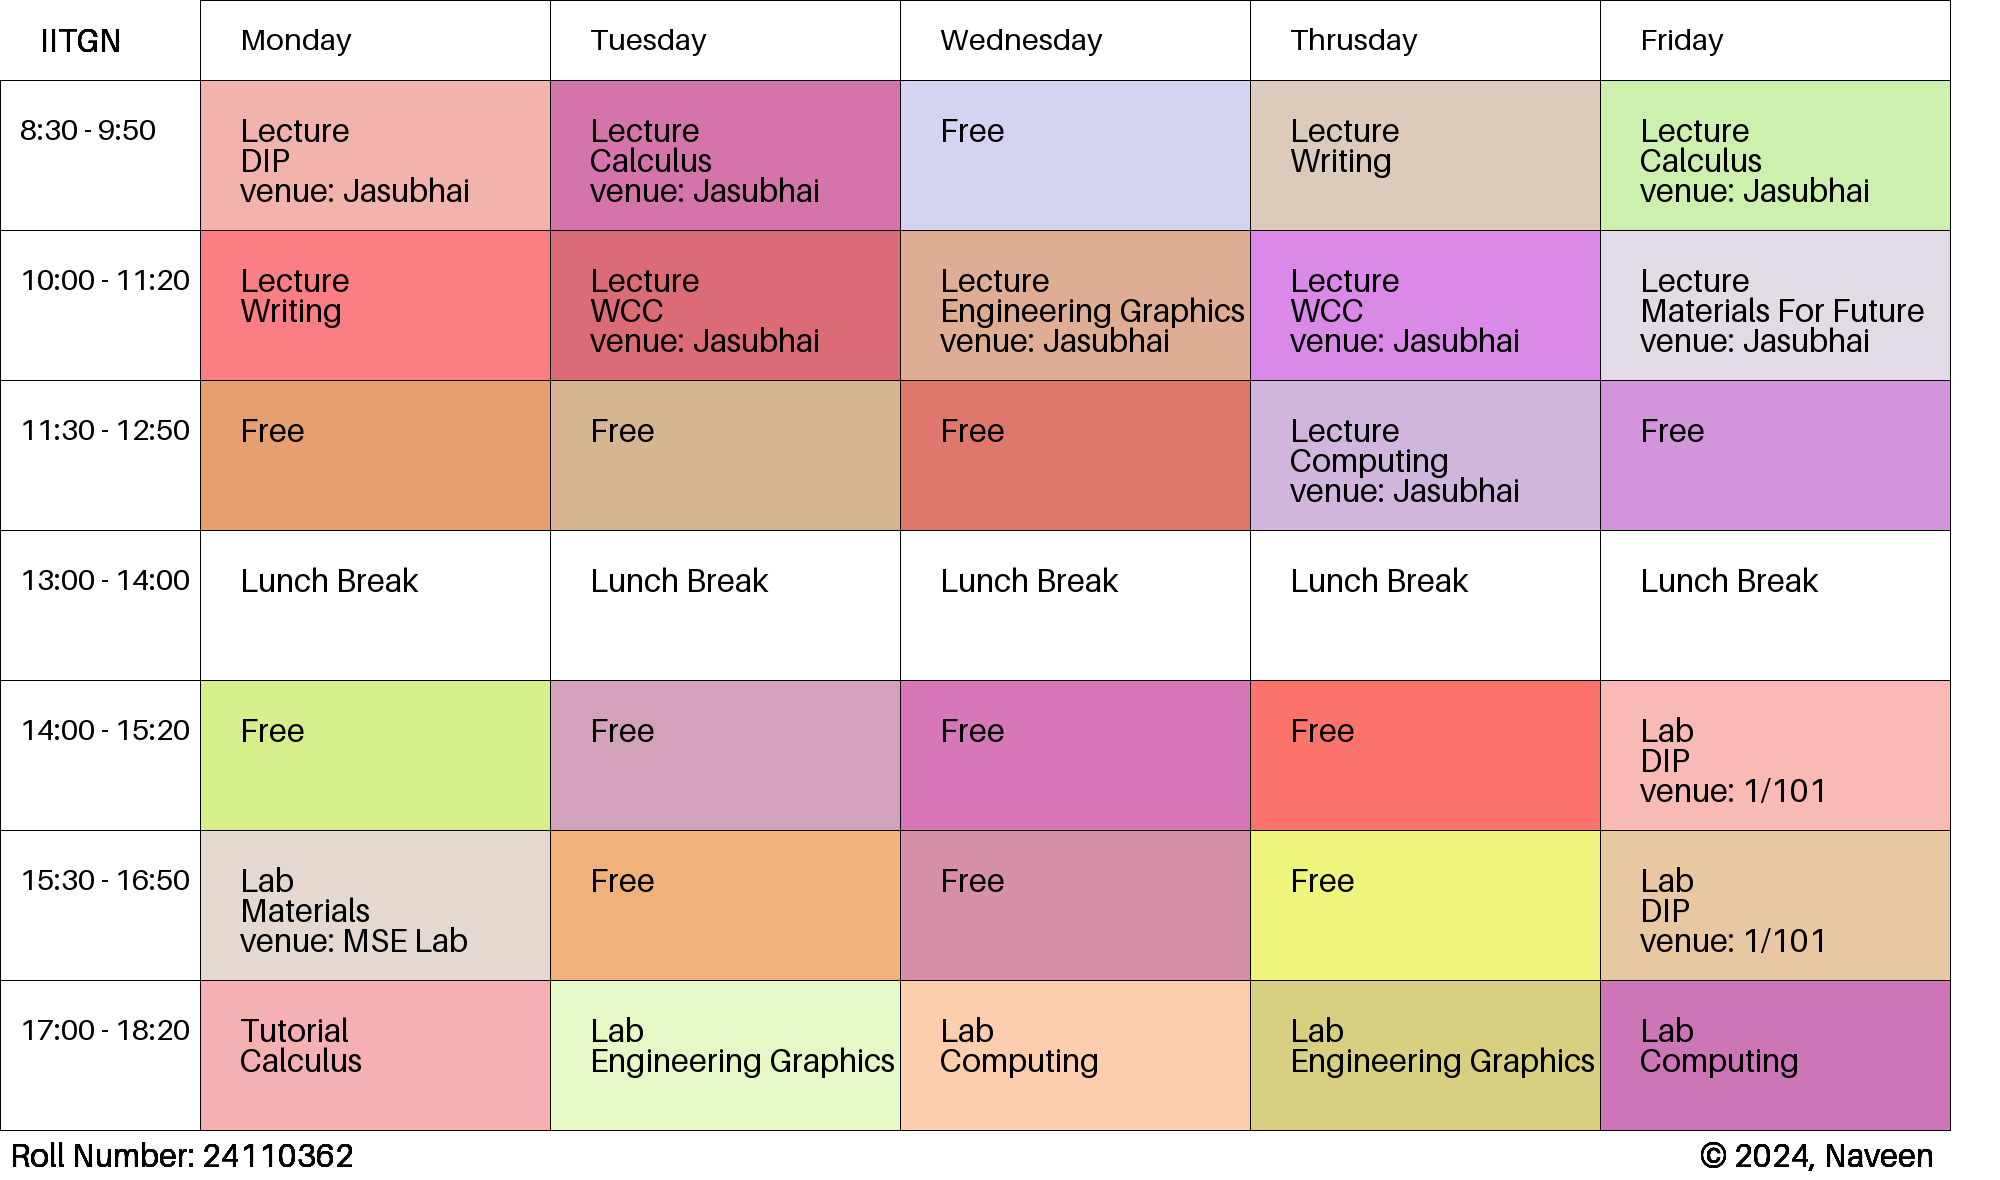 IITGN Monday Tuesday Wednesday Thrusday Friday
8:30 - 9:50
Lecture
DIP
venue: Jasubhai
Lecture
Calculus
venue: Jasubhai
Free
Lecture
Writing
Lecture
Calculus
venue: Jasubhai
10:00 - 11:20
Lecture
Writing
Lecture
WCC
venue: Jasubhai
Lecture
Engineering Graphics
venue: Jasubhai
Lecture
WCC
venue: Jasubhai
Lecture
Materials For Future
venue: Jasubhai
11:30 - 12:50
Free
Free
Free
Lecture
Computing
venue: Jasubhai
Free
13:00 - 14:00
Lunch Break
Lunch Break
Lunch Break
Lunch Break
Lunch Break
14:00 - 15:20
Free
Free
Free
Free
Lab
DIP
venue: 1/101
15:30 - 16:50
Lab
Materials
venue: MSE Lab
Free
Free
Free
Lab
DIP
venue: 1/101
17:00 - 18:20
Tutorial
Calculus
Lab
Engineering Graphics
Lab
Computing
Lab
Engineering Graphics
Lab
Computing
Roll Number: 24110362
© 2024, Naveen